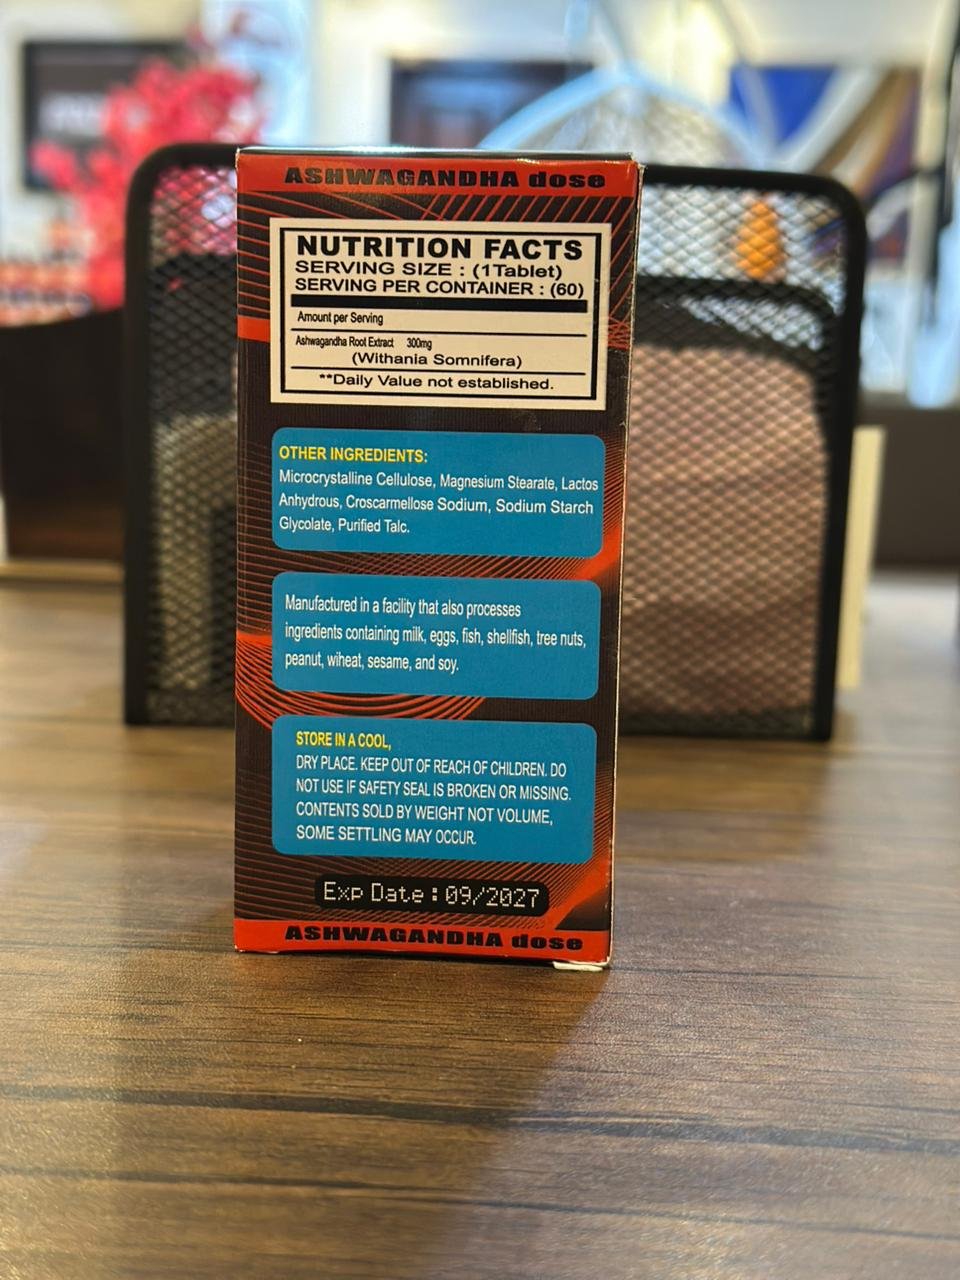 ASHWAGANDHA dose
NUTRITION FACTS
SERVING SIZE : (1Tablet)
SERVING PER CONTAINER : (60)
Amount per Serving
Ashwagandha Root Extract 300mg
(Withania Somnifera)
**Daily Value not established.
OTHER INGREDIENTS:
Microcrystalline Cellulose, Magnesium Stearate, Lactos
Anhydrous, Croscarmellose Sodium, Sodium Starch
Glycolate, Purified Talc.
Manufactured in a facility that also processes
ingredients containing milk, eggs, fish, shellfish, tree nuts,
peanut, wiheat, sesame, and soy.
STORE IN A COOL,
DRY PLACE. KEEP OUT OF REACH OF CHILDREN. DO
NOT USE IF SAFETY SEAL IS BROKEN OR MISSING.
CONTENTS SOLD BY WEIGHT NOT VOLUME,
SOME SETTLING MAY OCCUR.
Exp Date : 09/2027
ASHWAGANDHA dose